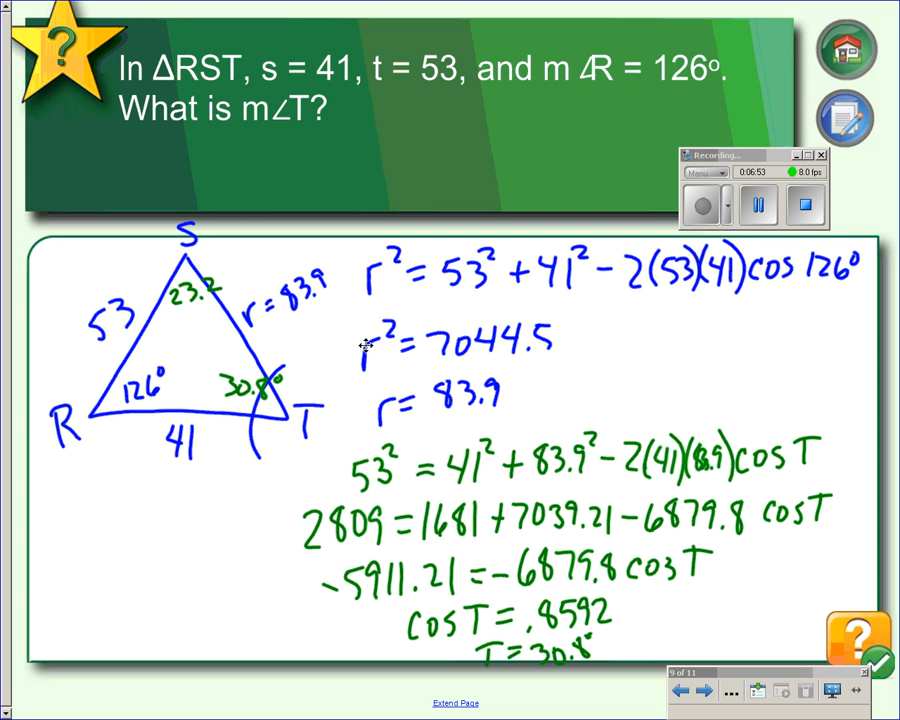 ?
In ΔRST, s = 41, t = 53, and m ∠R = 126°.
What is m∠T?
Recording...
Menu
0:06:53
8.0 fps
S
53
23.2
r = 83.9
126°
30.8°
R
41
T
r² = 53² + 41² - 2(53)(41) cos 126°
r² = 7044.5
r = 83.9
53² = 41² + 83.9² - 2(41)(83.9) cos T
2809 = 1681 + 7039.21 - 6879.8 cos T
-5911.21 = -6879.8 cos T
cos T = .8592
T = 30.8°
?
9 of 11
...
Extend Page